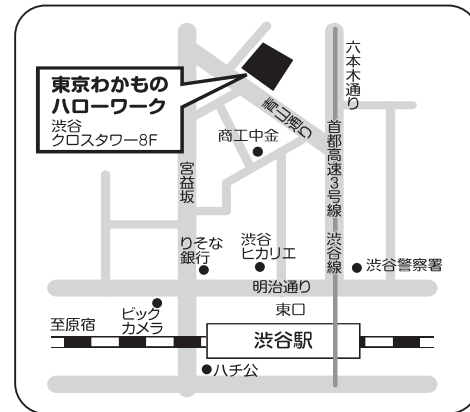 東京わかもの
ハローワーク
渋谷
クロスタワー8F
六本木通り
青山通り
商工中金
首都高速3号線
渋谷線
宮益坂
りそな
銀行
渋谷
ヒカリエ
渋谷警察署
明治通り
ビック
カメラ
東口
至原宿
渋谷駅
ハチ公